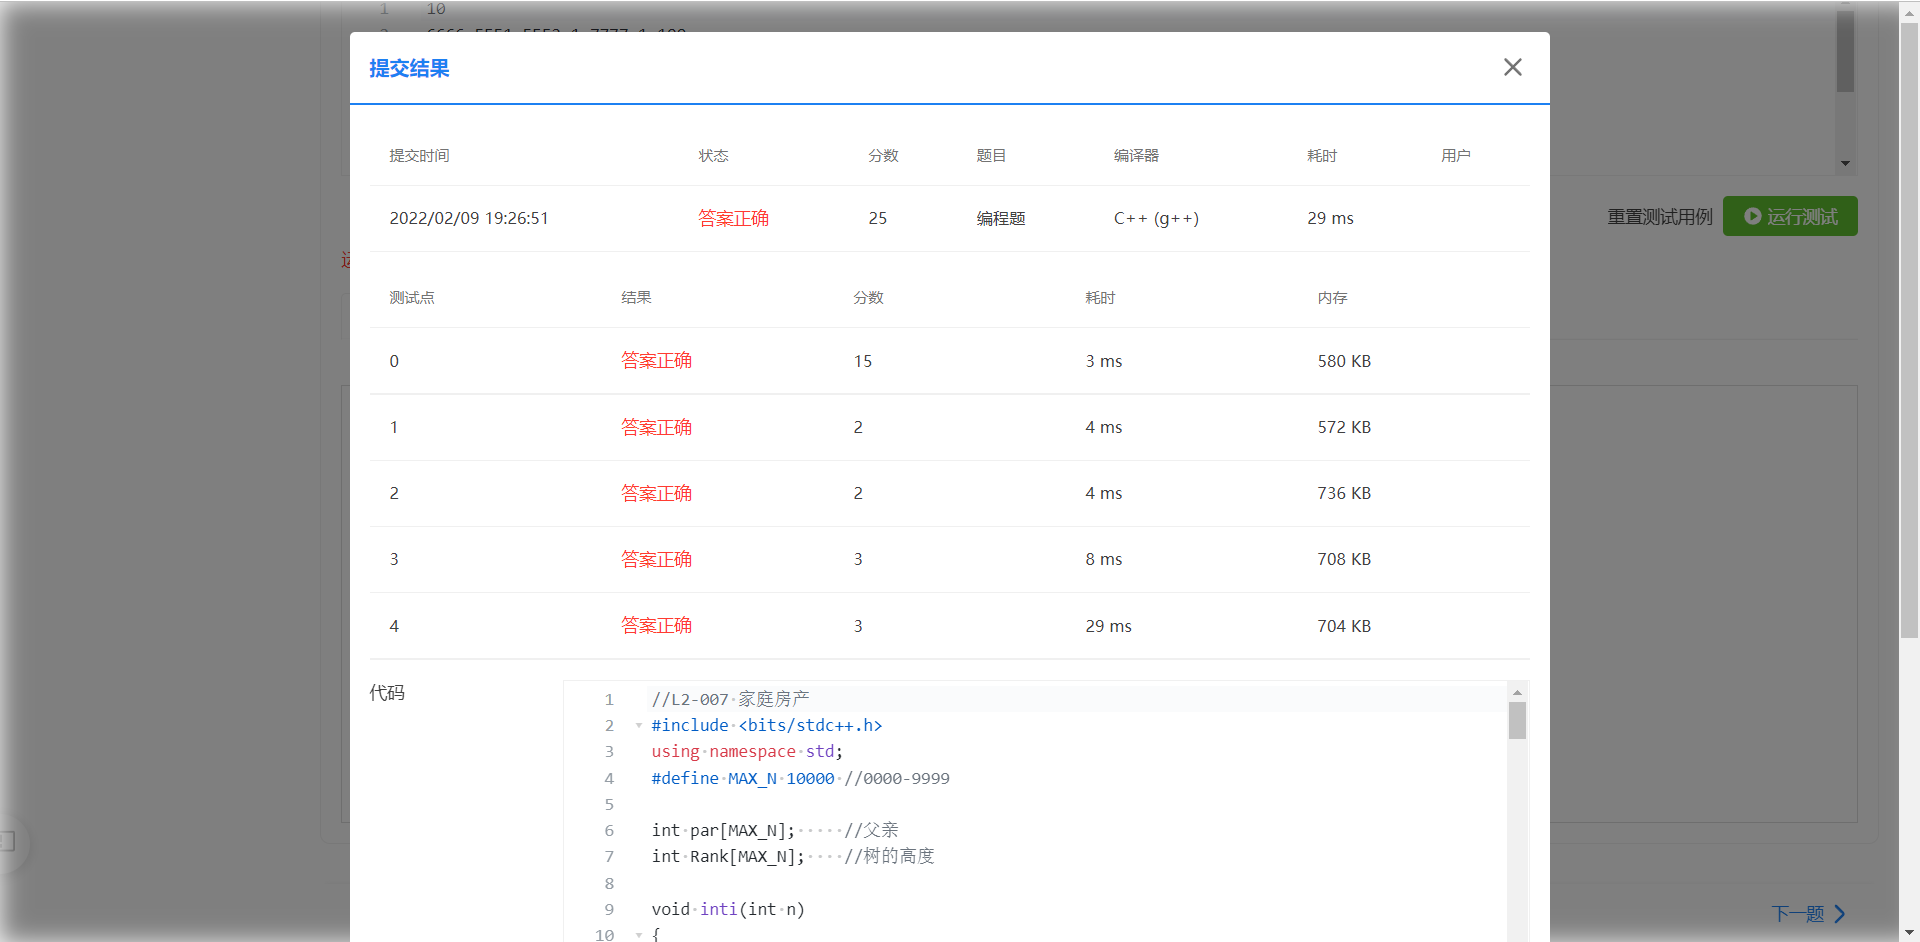 1 10
提交结果
提交时间 状态 分数 题目 编译器 耗时 用户
2022/02/09 19:26:51 答案正确 25 编程题 C++ (g++) 29 ms
重置测试用例 运行测试
测试点 结果 分数 耗时 内存
0 答案正确 15 3 ms 580 KB
1 答案正确 2 4 ms 572 KB
2 答案正确 2 4 ms 736 KB
3 答案正确 3 8 ms 708 KB
4 答案正确 3 29 ms 704 KB
代码
1 //L2-007 家庭房产
2 #include <bits/stdc++.h>
3 using namespace std;
4 #define MAX_N 10000 //0000-9999
5
6 int par[MAX_N];     //父亲
7 int Rank[MAX_N];    //树的高度
8
9 void inti(int n)
10 {
下一题